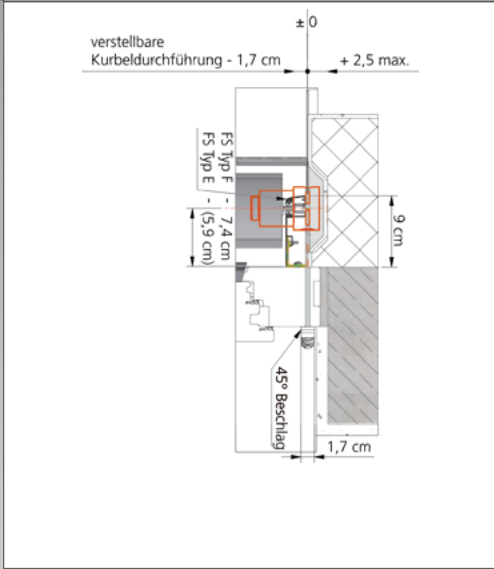 ± 0
verstellbare
Kurbeldurchführung - 1,7 cm
+ 2,5 max.
FS Typ F - 7,4 cm
FS Typ E - (5,9 cm)
9 cm
45° Beschlag
1,7 cm